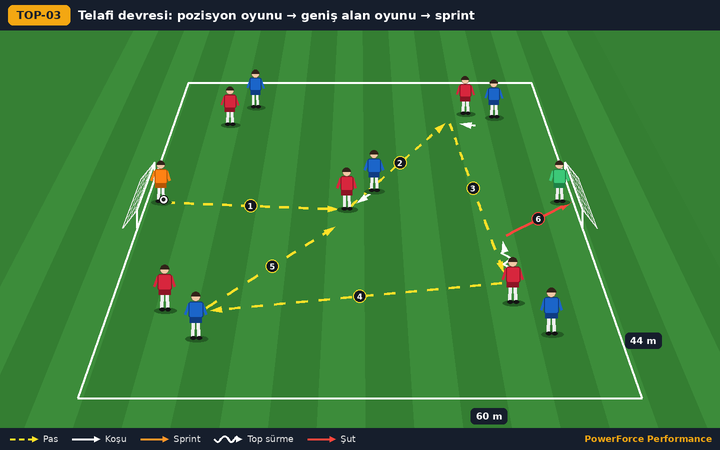 TOP-03 Telafi devresi: pozisyon oyunu → geniş alan oyunu → sprint
2
3
1
6
5
4
44 m
60 m
Pas Koşu Sprint Top sürme Şut PowerForce Performance